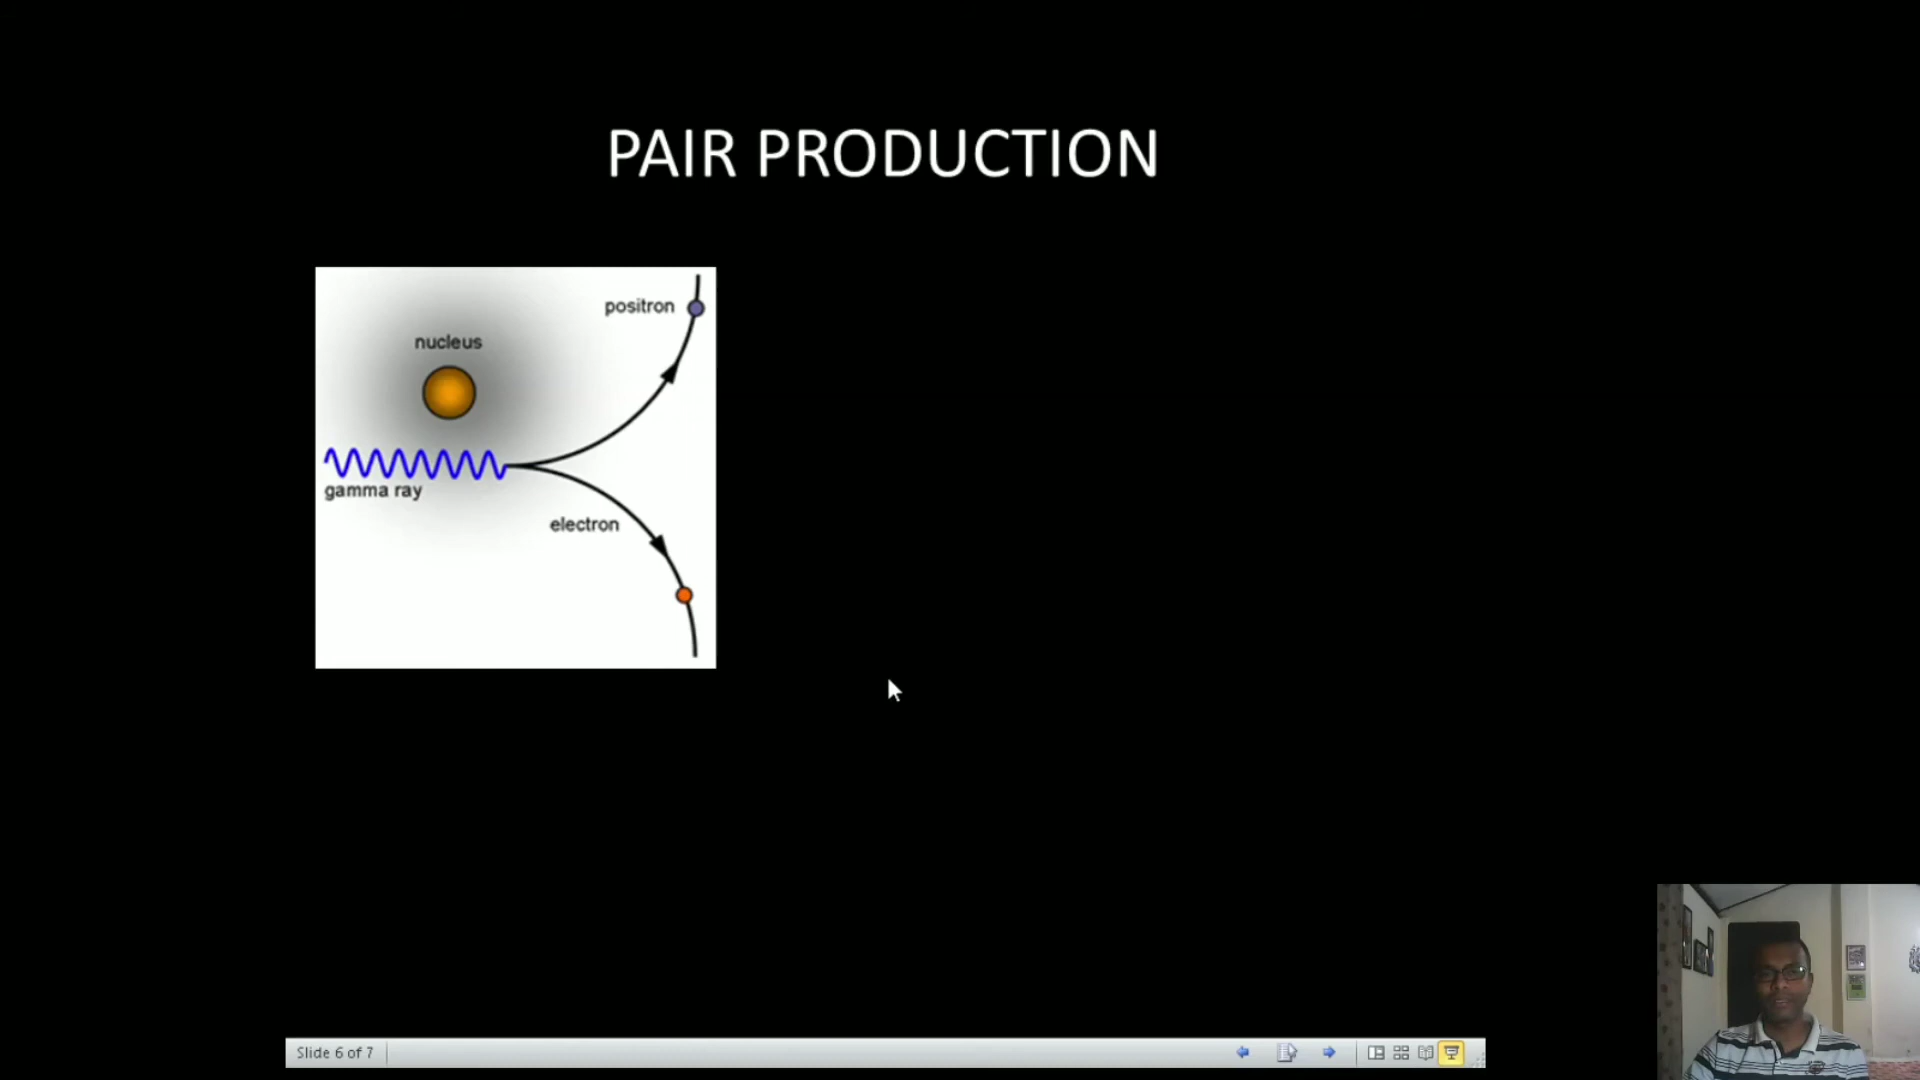 PAIR PRODUCTION
positron
nucleus
gamma ray
electron
Slide 6 of 7